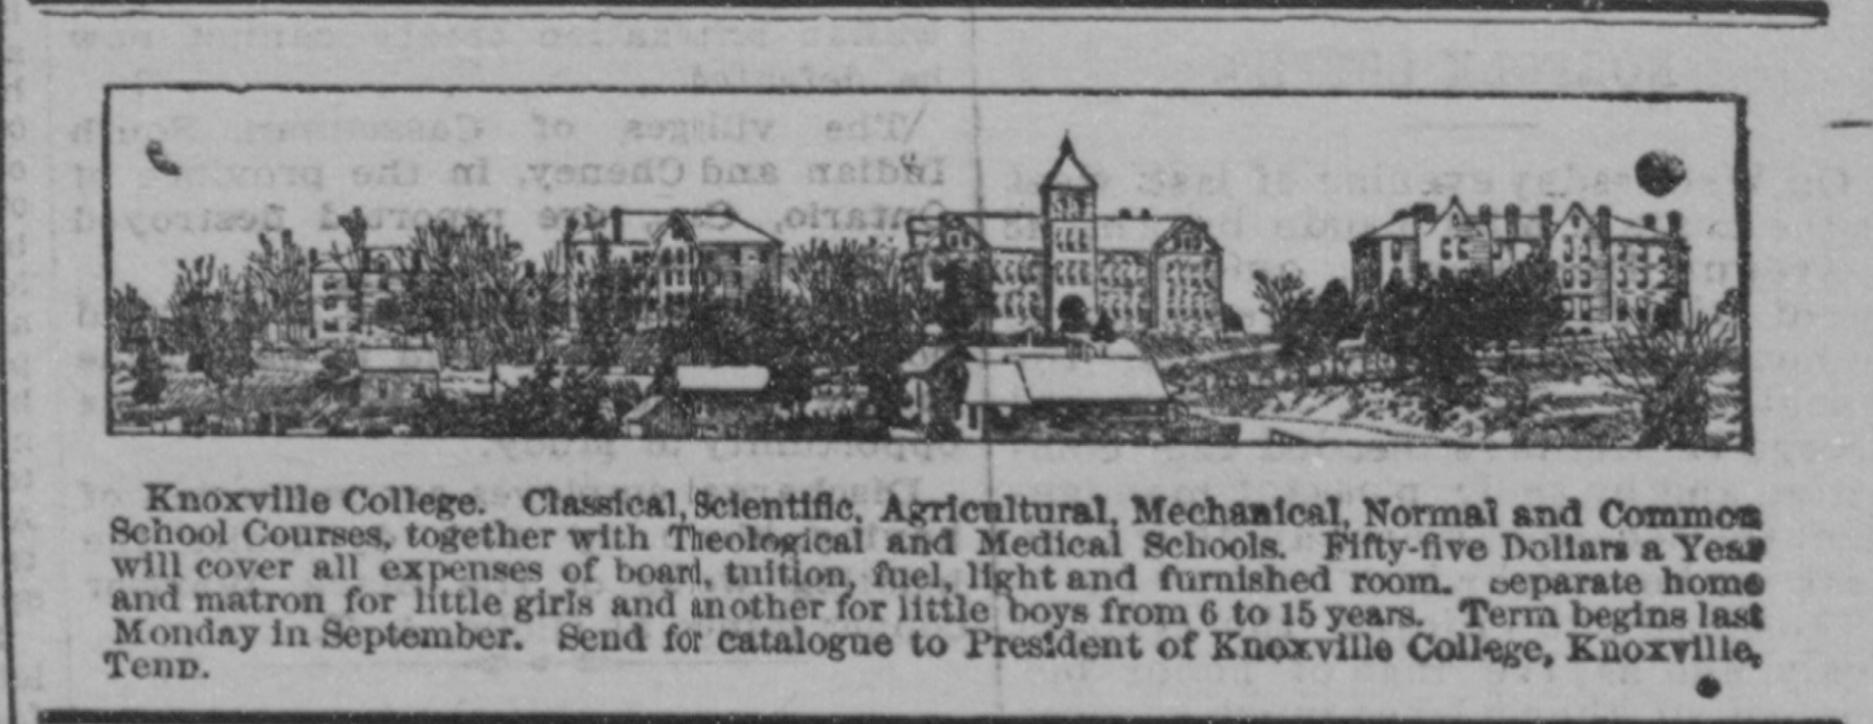 Knoxville College. Classical, Scientific, Agricultural, Mechanical, Normal and Common
School Courses, together with Theological and Medical Schools. Fifty-five Dollars a Year
will cover all expenses of board, tuition, fuel, light and furnished room. Separate home
and matron for little girls and another for little boys from 6 to 15 years. Term begins last
Monday in September. Send for catalogue to President of Knoxville College, Knoxville,
Tenn.